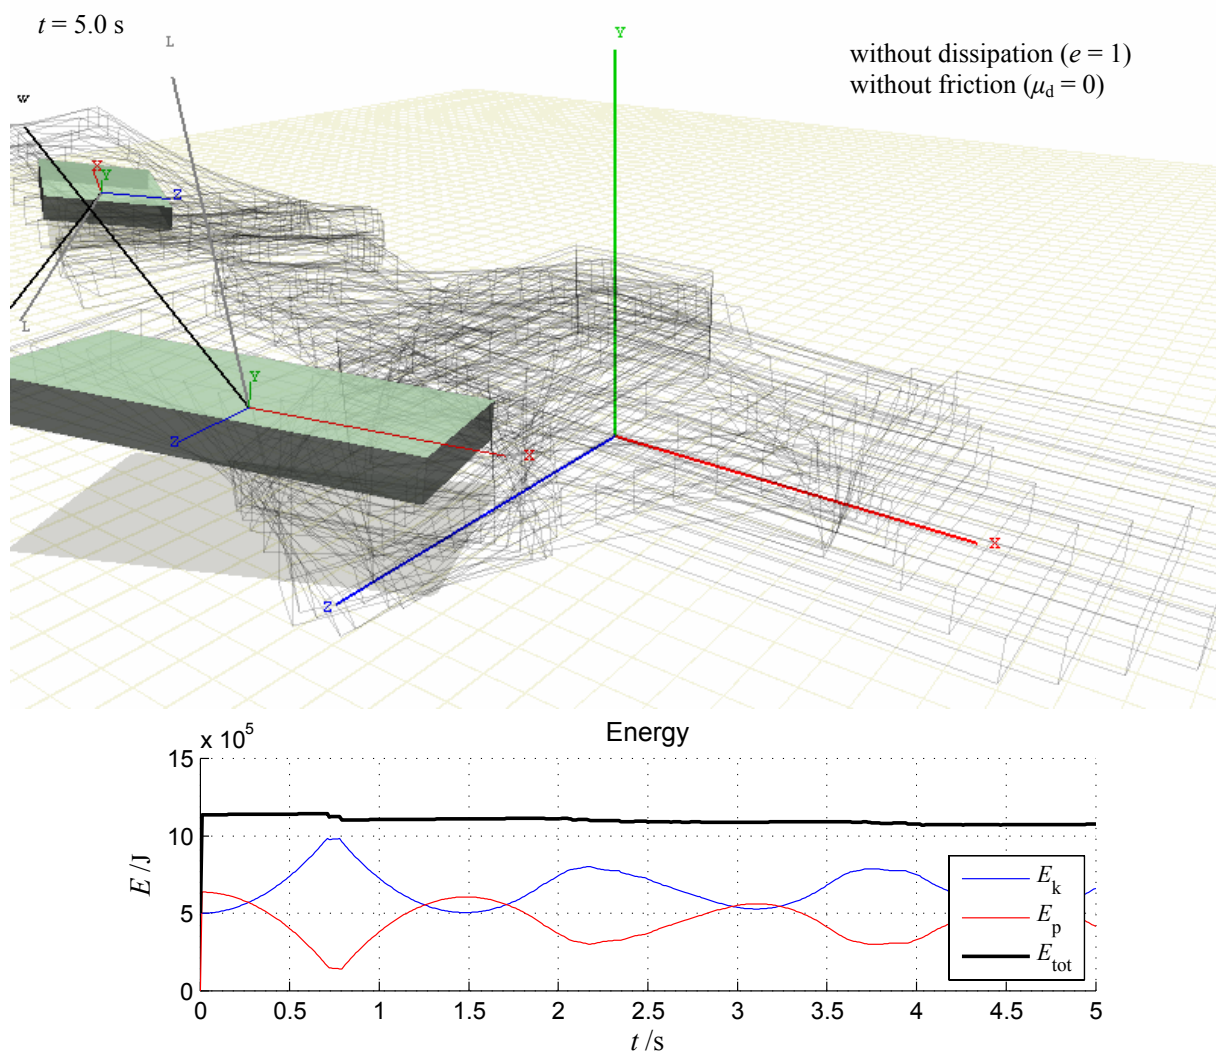 t = 5.0 s
without dissipation (e = 1)
without friction (μd = 0)
L
Y
w
X
Y
Z
L
Y
Z
X
X
Z
Energy
x 10^5
15
10
5
0
E /J
Ek
Ep
Etot
0 0.5 1 1.5 2 2.5 3 3.5 4 4.5 5
t /s